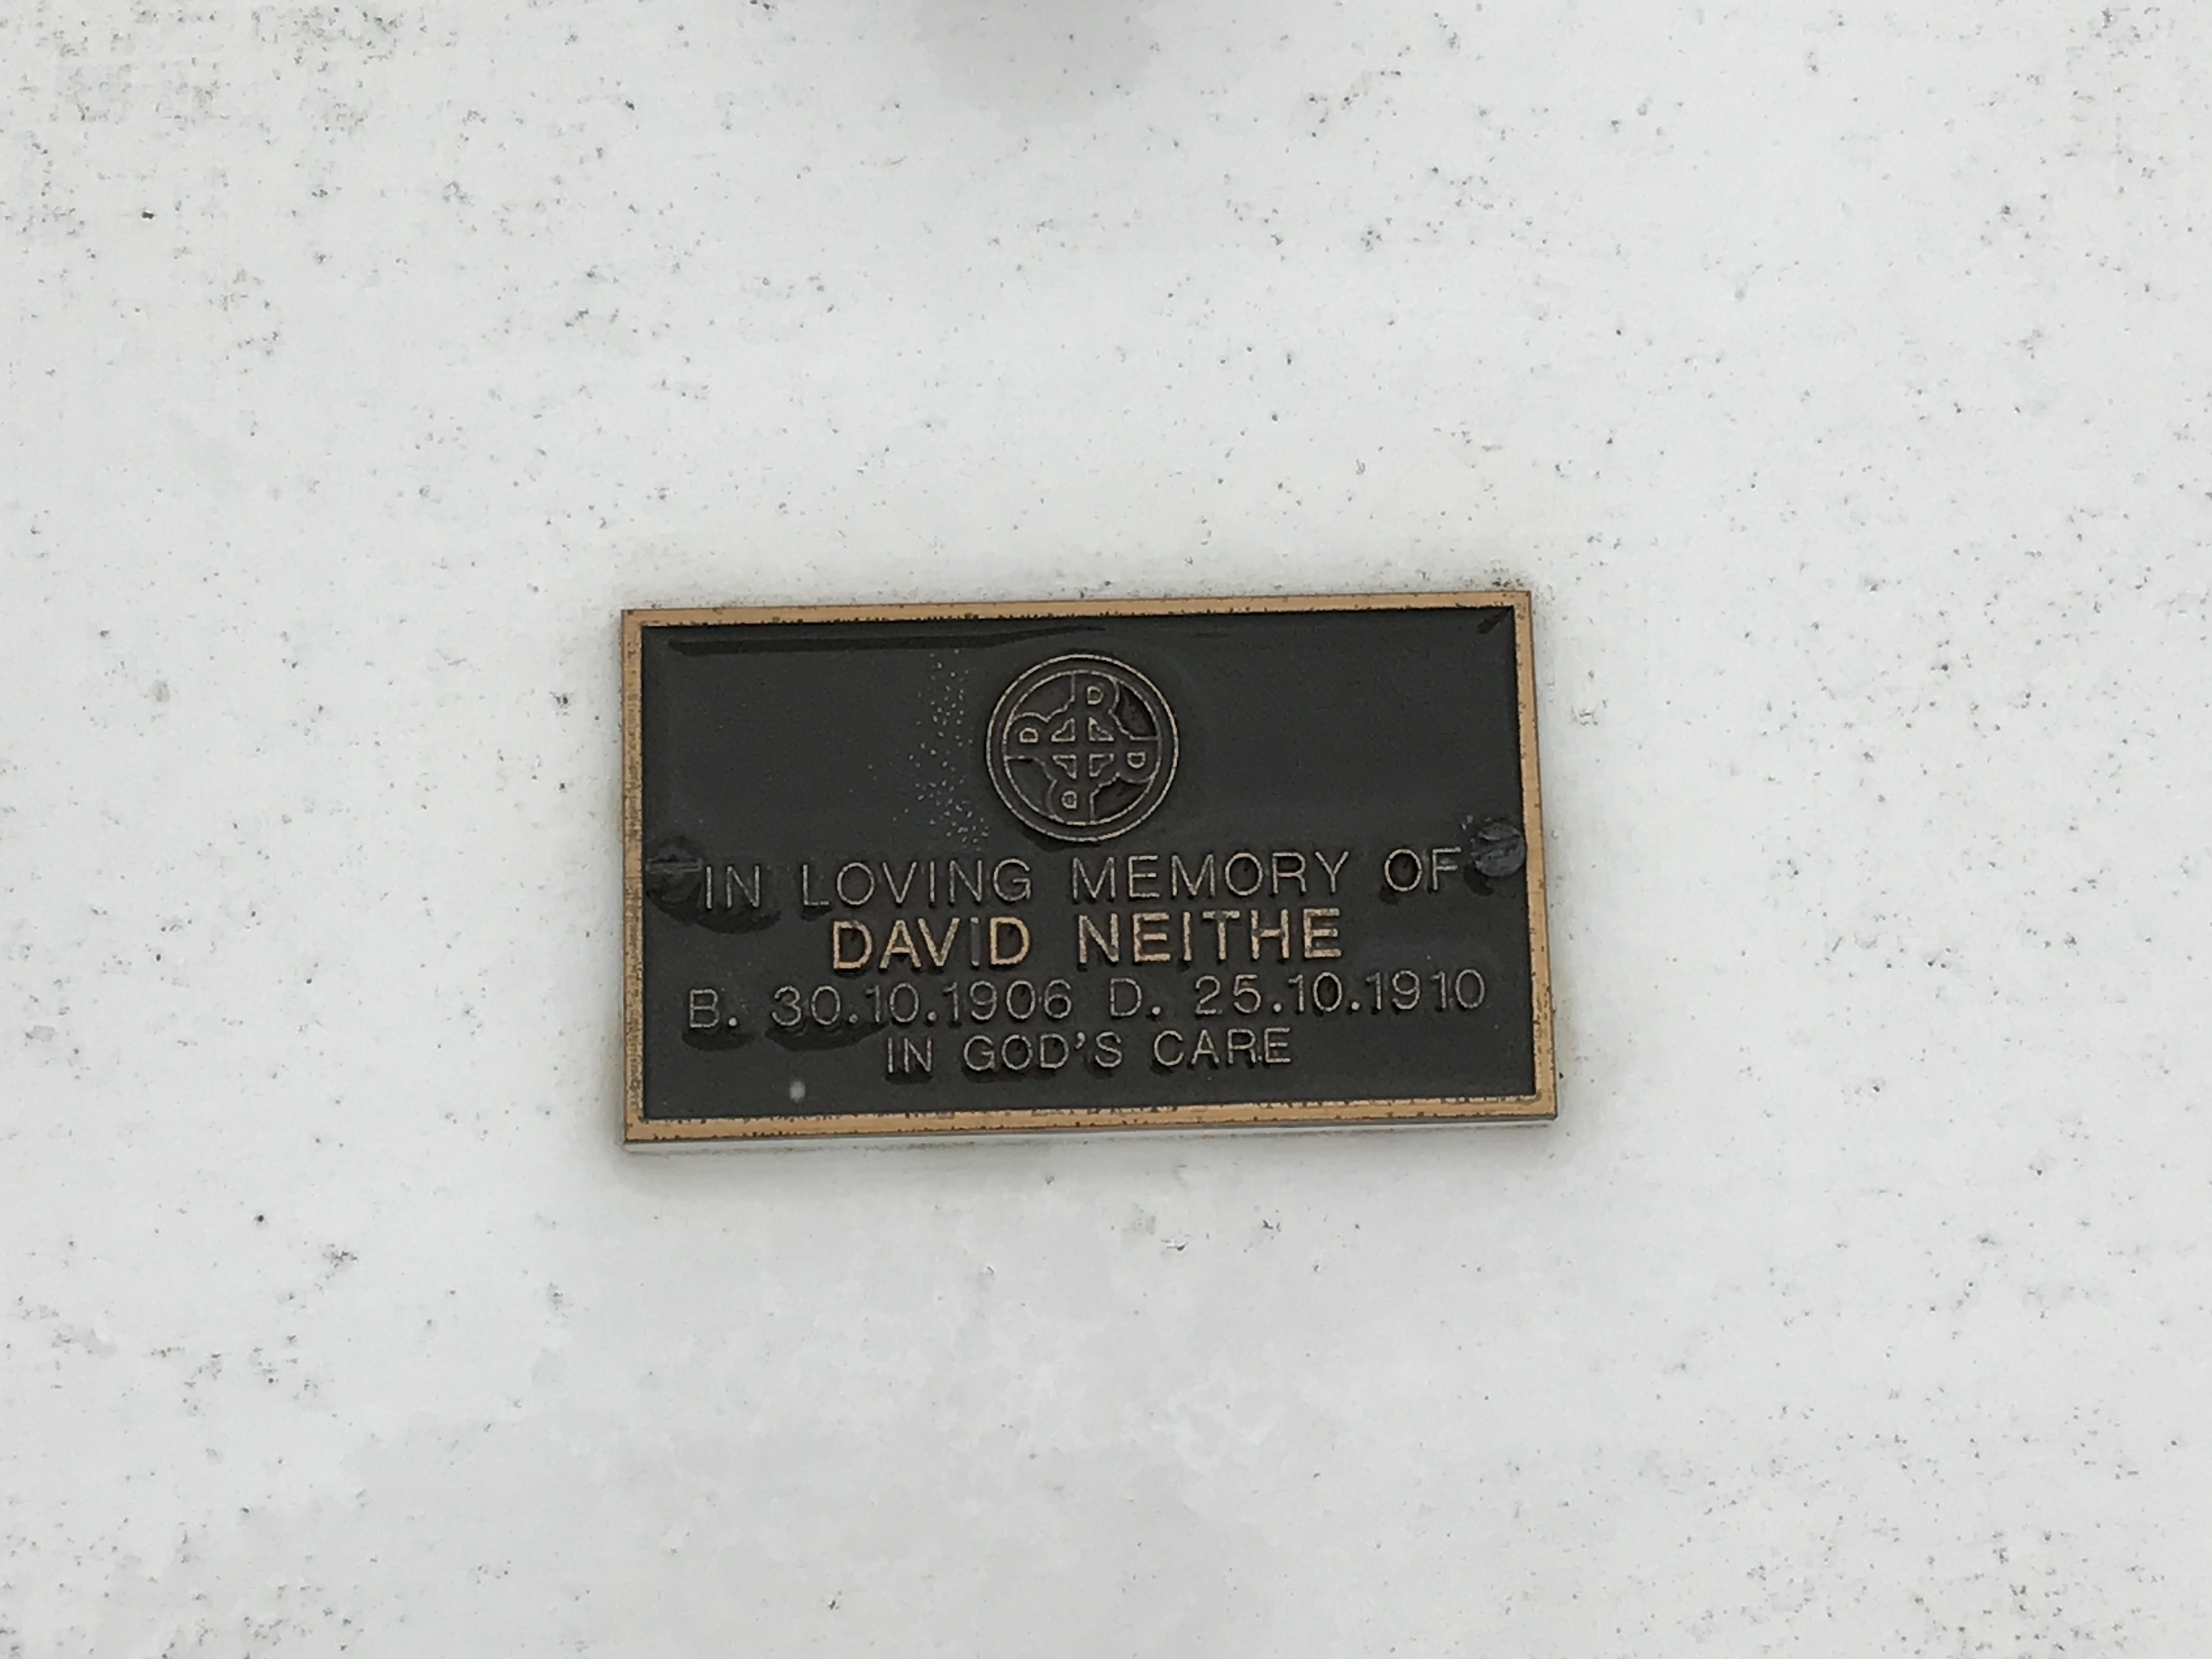 IN LOVING MEMORY OF
DAVID NEITHE
B. 30.10.1906 D. 25.10.1910
IN GOD'S CARE